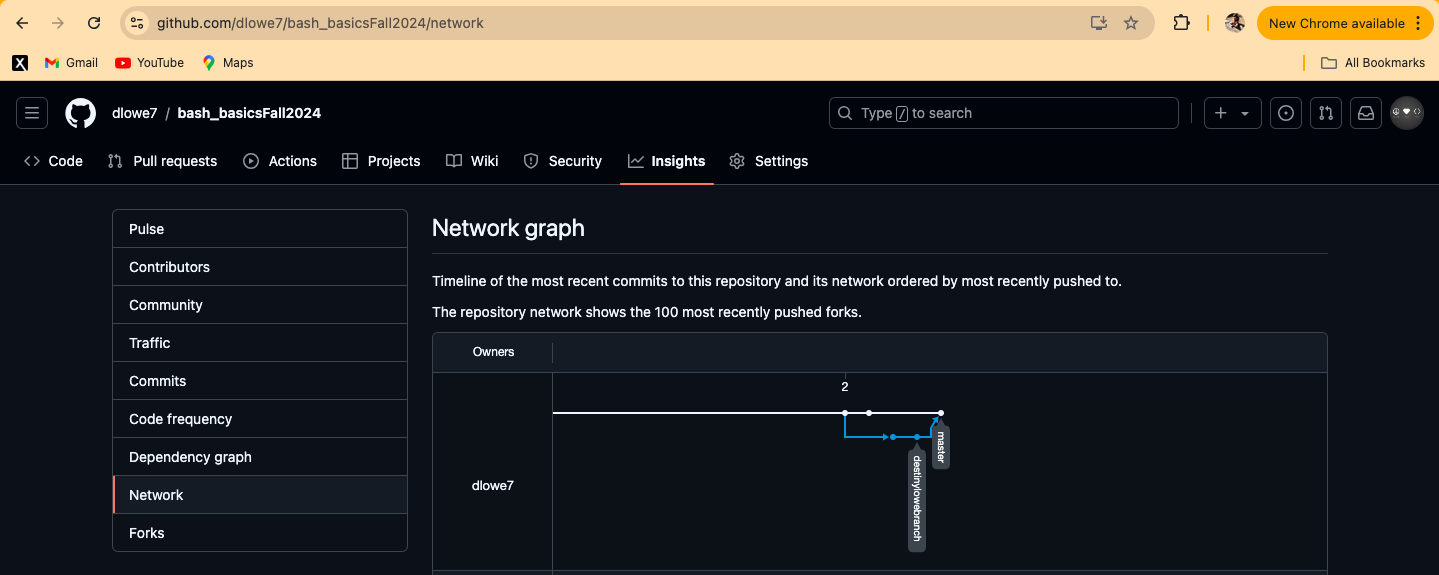 github.com/dlowe7/bash_basicsFall2024/network
New Chrome available
X
Gmail
YouTube
Maps
All Bookmarks
dlowe7 / bash_basicsFall2024
Type / to search
Code
Pull requests
Actions
Projects
Wiki
Security
Insights
Settings
Pulse
Contributors
Community
Traffic
Commits
Code frequency
Dependency graph
Network
Forks
Network graph
Timeline of the most recent commits to this repository and its network ordered by most recently pushed to.
The repository network shows the 100 most recently pushed forks.
Owners
2
dlowe7
master
destinylowebranch